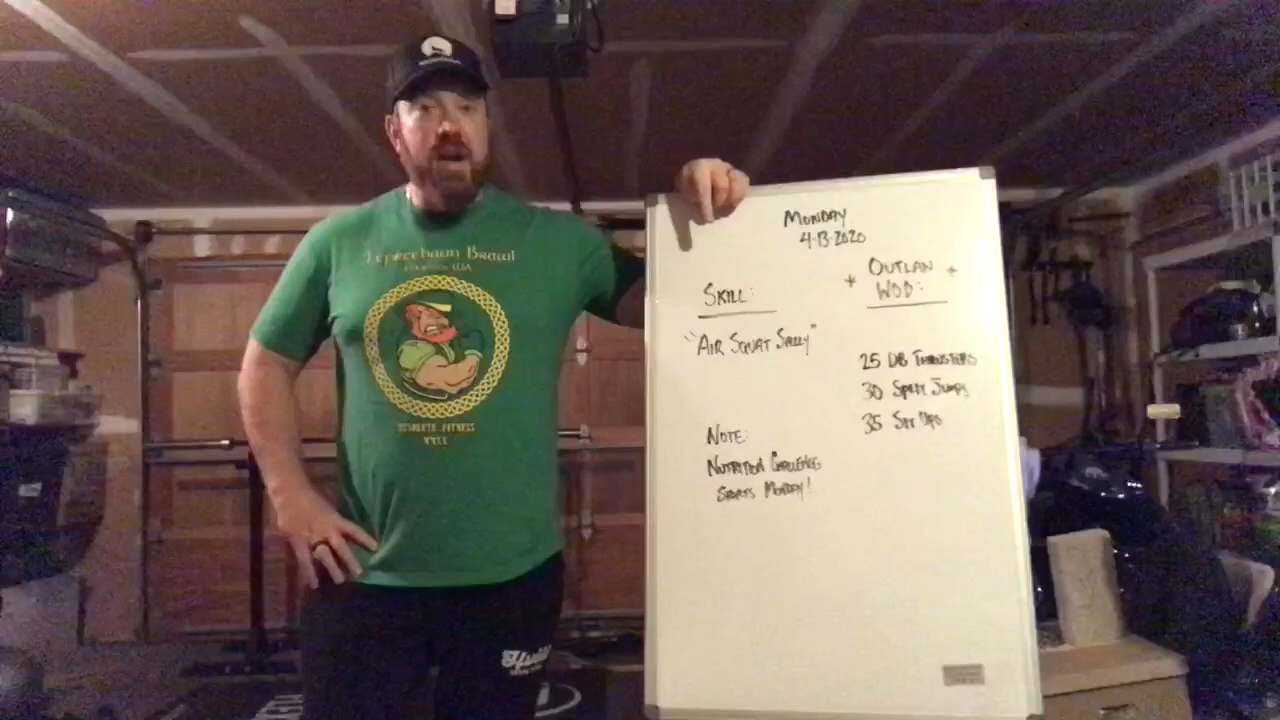 Leprechaun Brawl
MONDAY
4-13-2020
SKILL:
"AIR SQUAT SALLY"
NOTE:
NUTRITION CHALLENGE
STARTS MONDAY!
* OUTLAW *
WOD:
25 DB THRUSTERS
30 SPLIT JUMPS
35 SIT UPS